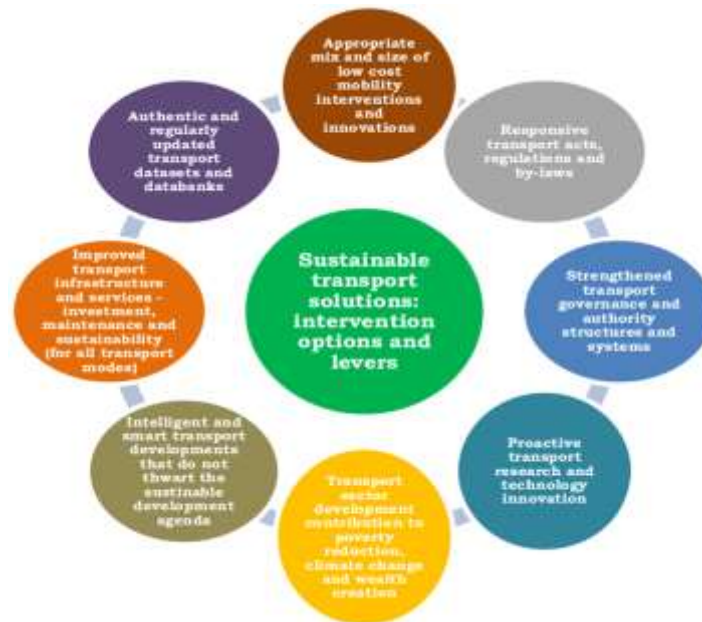 Appropriate
mix and size of
low cost
mobility
interventions
and
innovations
Responsive
transport acts,
regulations and
by-laws
Strengthened
transport
governance and
authority
structures and
systems
Proactive
transport
research and
technology
innovation
Transport
sector
development
contribution to
poverty
reduction,
climate change
and wealth
creation
Intelligent and
smart transport
developments
that do not
thwart the
sustinable
development
agenda
Improved
transport
infrastructure
and services -
investment,
maintenance and
sustainability
(for all transport
modes)
Authentic and
regularly
updated
transport
datasets and
databanks
Sustainable
transport
solutions:
intervention
options and
levers